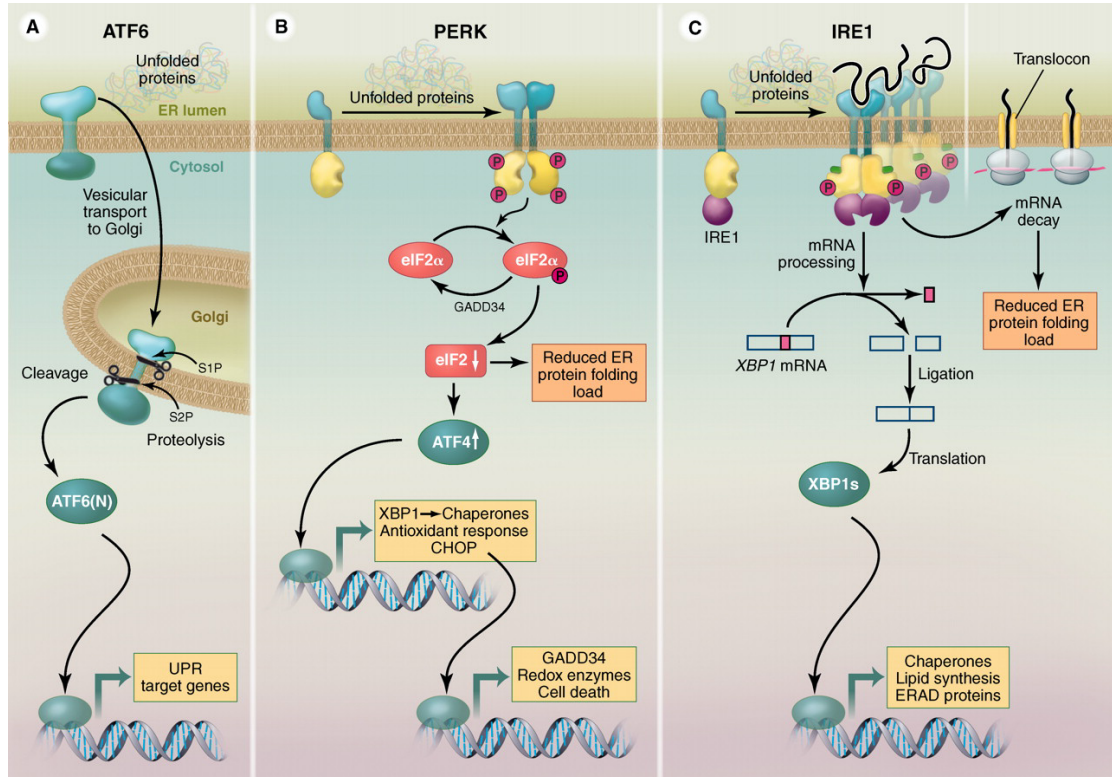 A
ATF6
Unfolded
proteins
ER lumen
Cytosol
Vesicular
transport
to Golgi
Golgi
S1P
Cleavage
S2P
Proteolysis
ATF6(N)
UPR
target genes
B
PERK
Unfolded proteins
P
P
P
P
eIF2α
eIF2α
P
GADD34
eIF2↓
Reduced ER
protein folding
load
ATF4↑
XBP1→Chaperones
Antioxidant response
CHOP
GADD34
Redox enzymes
Cell death
C
IRE1
Unfolded
proteins
Translocon
P
P
P
IRE1
mRNA
decay
mRNA
processing
Reduced ER
protein folding
load
XBP1 mRNA
Ligation
Translation
XBP1s
Chaperones
Lipid synthesis
ERAD proteins